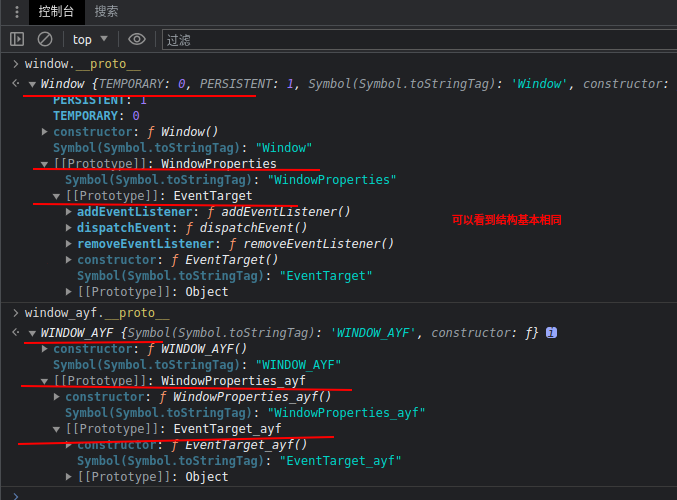 控制台 搜索
top 过滤
window.__proto__
Window {TEMPORARY: 0, PERSISTENT: 1, Symbol(Symbol.toStringTag): 'Window', constructor:
PERSISTENT: 1
TEMPORARY: 0
constructor: ƒ Window()
Symbol(Symbol.toStringTag): "Window"
[[Prototype]]: WindowProperties
Symbol(Symbol.toStringTag): "WindowProperties"
[[Prototype]]: EventTarget
addEventListener: ƒ addEventListener()
dispatchEvent: ƒ dispatchEvent()
removeEventListener: ƒ removeEventListener()
constructor: ƒ EventTarget()
Symbol(Symbol.toStringTag): "EventTarget"
[[Prototype]]: Object
可以看到结构基本相同
window_ayf.__proto__
WINDOW_AYF {Symbol(Symbol.toStringTag): 'WINDOW_AYF', constructor: ƒ} i
constructor: ƒ WINDOW_AYF()
Symbol(Symbol.toStringTag): "WINDOW_AYF"
[[Prototype]]: WindowProperties_ayf
constructor: ƒ WindowProperties_ayf()
Symbol(Symbol.toStringTag): "WindowProperties_ayf"
[[Prototype]]: EventTarget_ayf
constructor: ƒ EventTarget_ayf()
Symbol(Symbol.toStringTag): "EventTarget_ayf"
[[Prototype]]: Object